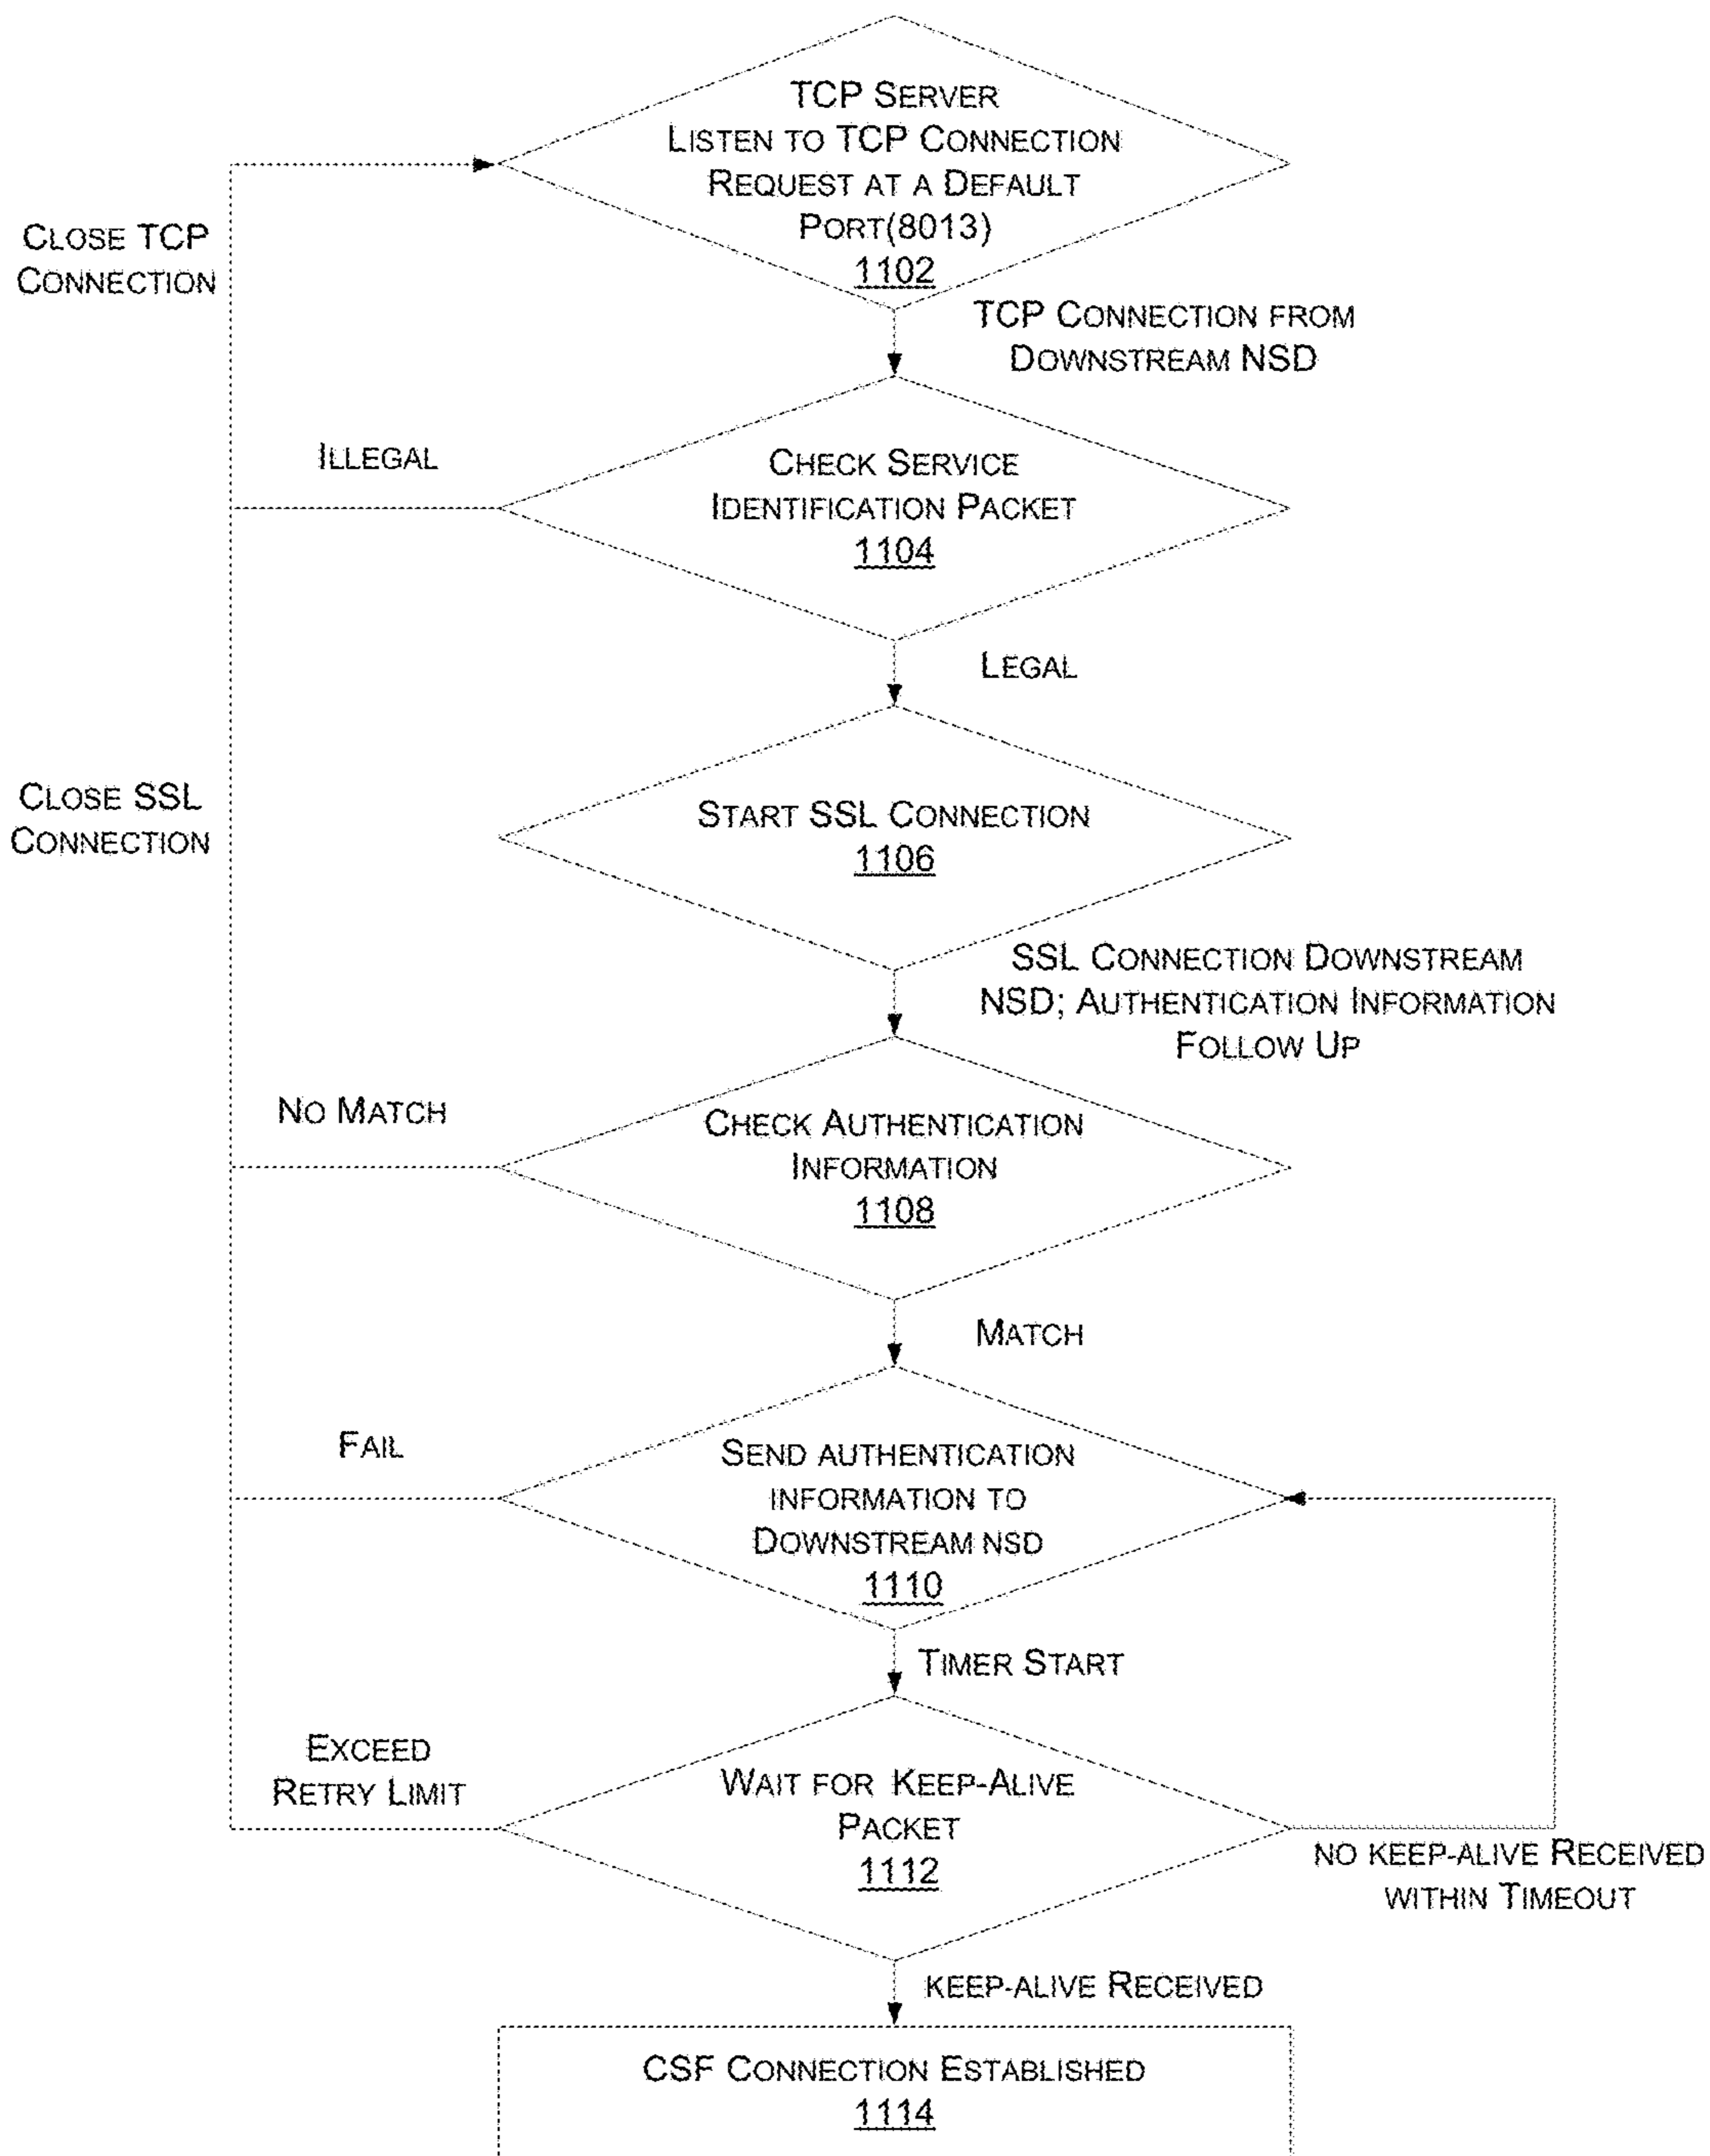 TCP SERVER
LISTEN TO TCP CONNECTION
REQUEST AT A DEFAULT
PORT(8013)
1102
CLOSE TCP
CONNECTION
TCP CONNECTION FROM
DOWNSTREAM NSD
ILLEGAL
CHECK SERVICE
IDENTIFICATION PACKET
1104
LEGAL
CLOSE SSL
CONNECTION
START SSL CONNECTION
1106
SSL CONNECTION DOWNSTREAM
NSD; AUTHENTICATION INFORMATION
FOLLOW UP
NO MATCH
CHECK AUTHENTICATION
INFORMATION
1108
MATCH
FAIL
SEND AUTHENTICATION
INFORMATION TO
DOWNSTREAM NSD
1110
TIMER START
EXCEED
RETRY LIMIT
WAIT FOR KEEP-ALIVE
PACKET
1112
NO KEEP-ALIVE RECEIVED
WITHIN TIMEOUT
KEEP-ALIVE RECEIVED
CSF CONNECTION ESTABLISHED
1114